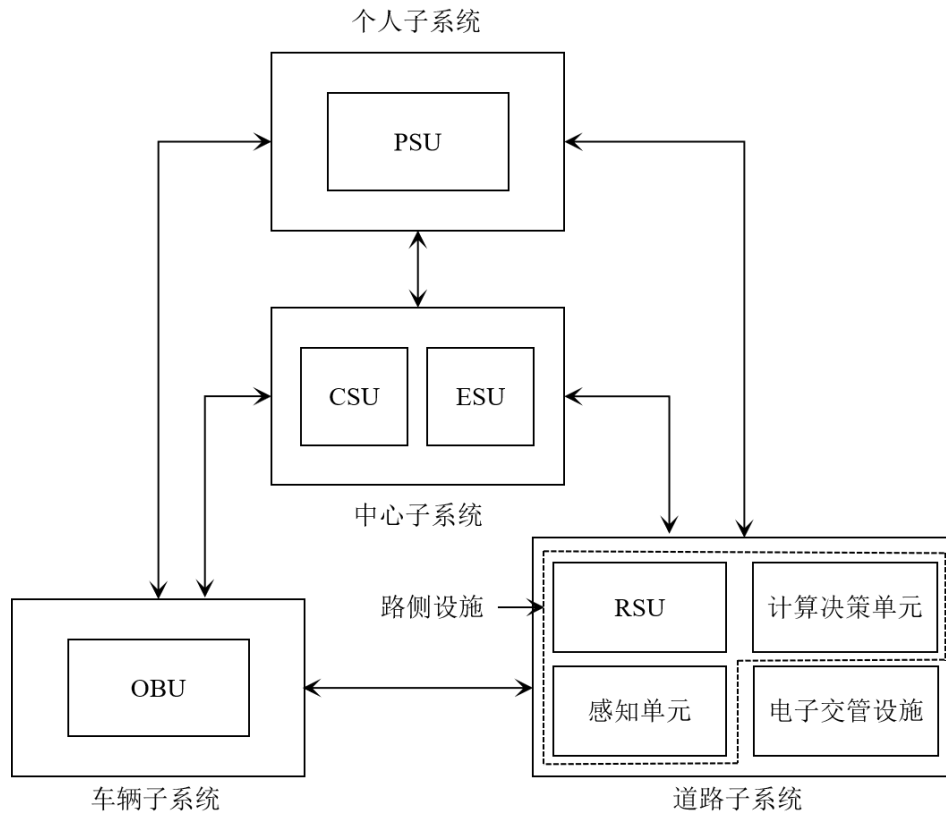 个人子系统
PSU
CSU
ESU
中心子系统
路侧设施
RSU
计算决策单元
OBU
感知单元
电子交管设施
车辆子系统
道路子系统